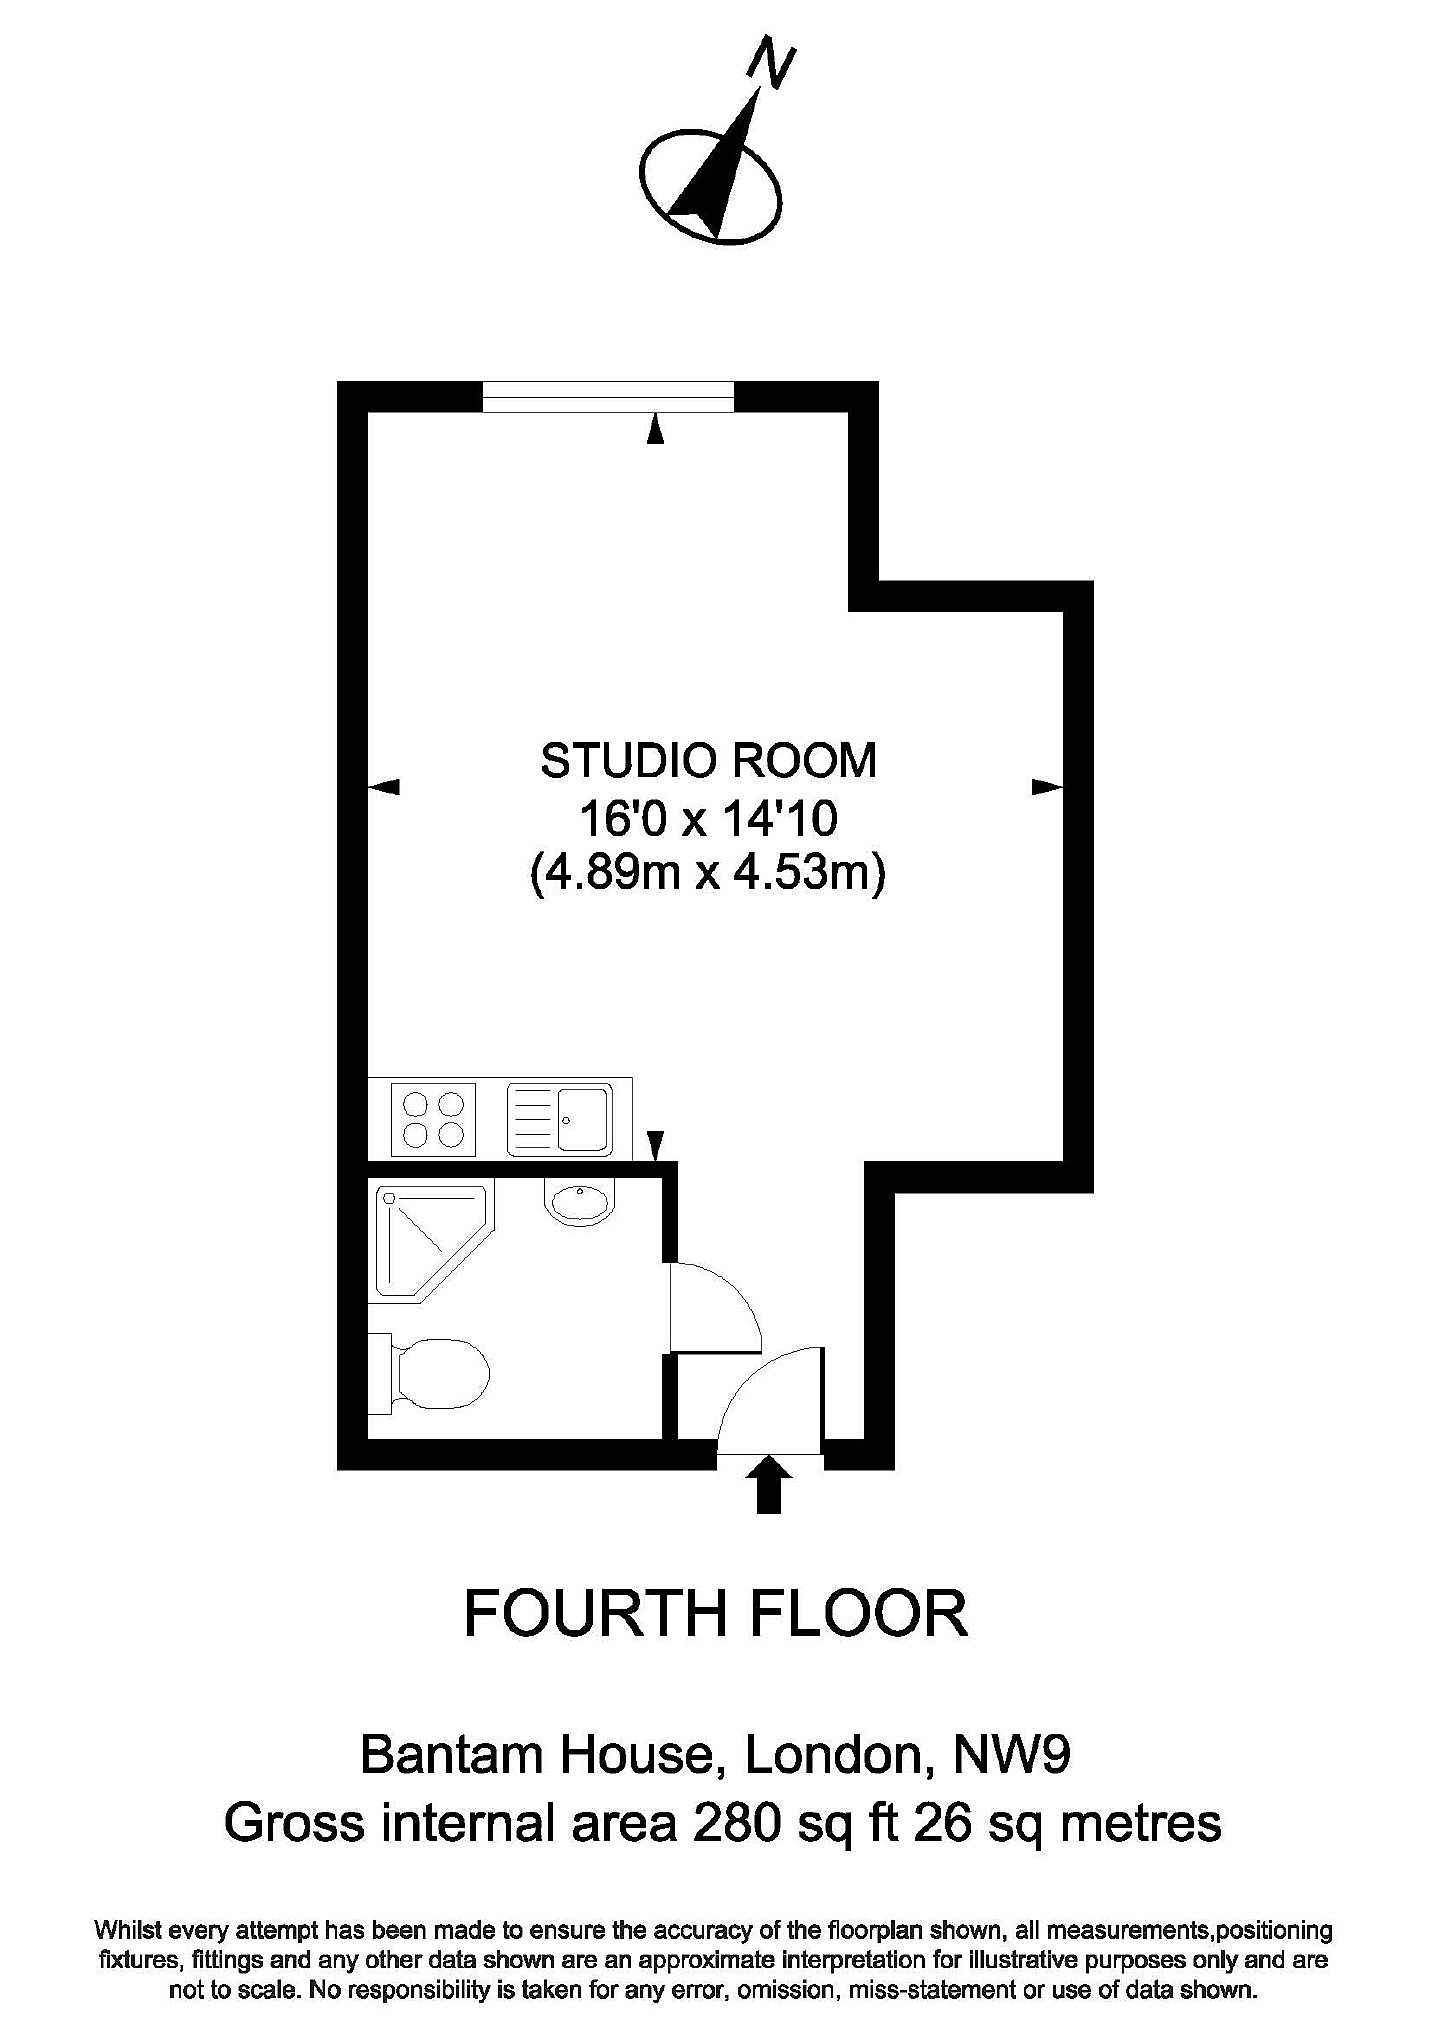 N
STUDIO ROOM
16'0 x 14'10
(4.89m x 4.53m)
FOURTH FLOOR
Bantam House, London, NW9
Gross internal area 280 sq ft 26 sq metres
Whilst every attempt has been made to ensure the accuracy of the floorplan shown, all measurements,positioning
fixtures, fittings and any other data shown are an approximate interpretation for illustrative purposes only and are
not to scale. No responsibility is taken for any error, omission, miss-statement or use of data shown.